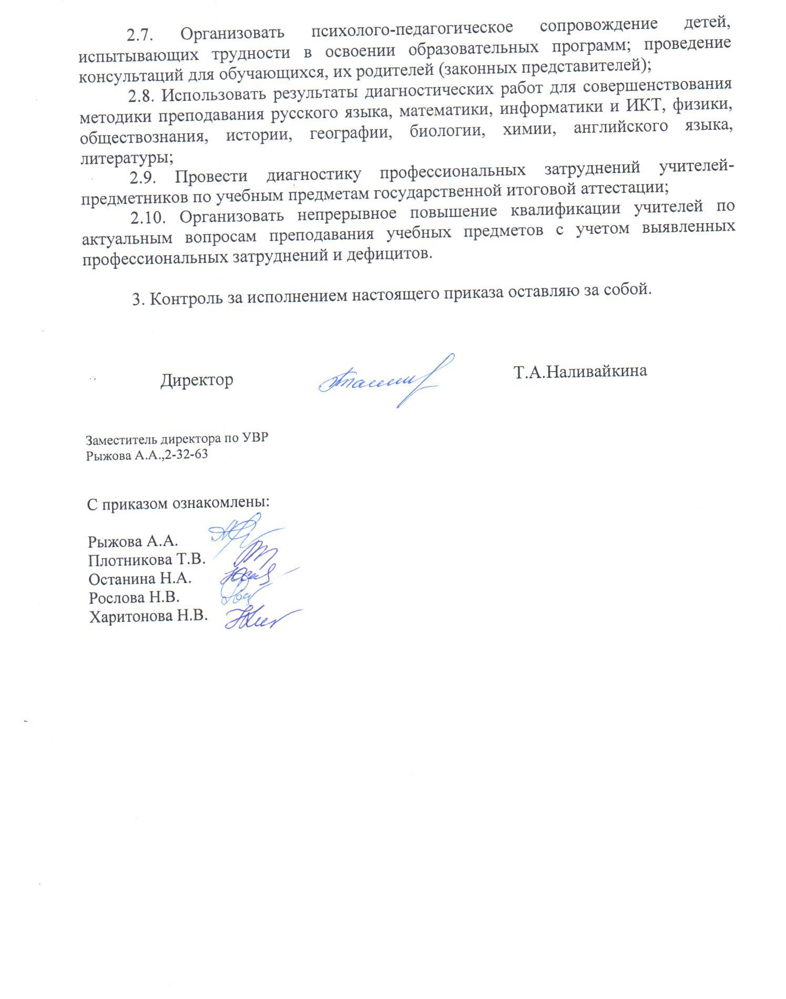 2.7. Организовать психолого-педагогическое сопровождение детей,
испытывающих трудности в освоении образовательных программ; проведение
консультаций для обучающихся, их родителей (законных представителей);
2.8. Использовать результаты диагностических работ для совершенствования
методики преподавания русского языка, математики, информатики и ИКТ, физики,
обществознания, истории, географии, биологии, химии, английского языка,
литературы;
2.9. Провести диагностику профессиональных затруднений учителей-
предметников по учебным предметам государственной итоговой аттестации;
2.10. Организовать непрерывное повышение квалификации учителей по
актуальным вопросам преподавания учебных предметов с учетом выявленных
профессиональных затруднений и дефицитов.
3. Контроль за исполнением настоящего приказа оставляю за собой.
Директор Т.А.Наливайкина
Заместитель директора по УВР
Рыжова А.А.,2-32-63
С приказом ознакомлены:
Рыжова А.А.
Плотникова Т.В.
Останина Н.А.
Рослова Н.В.
Харитонова Н.В.